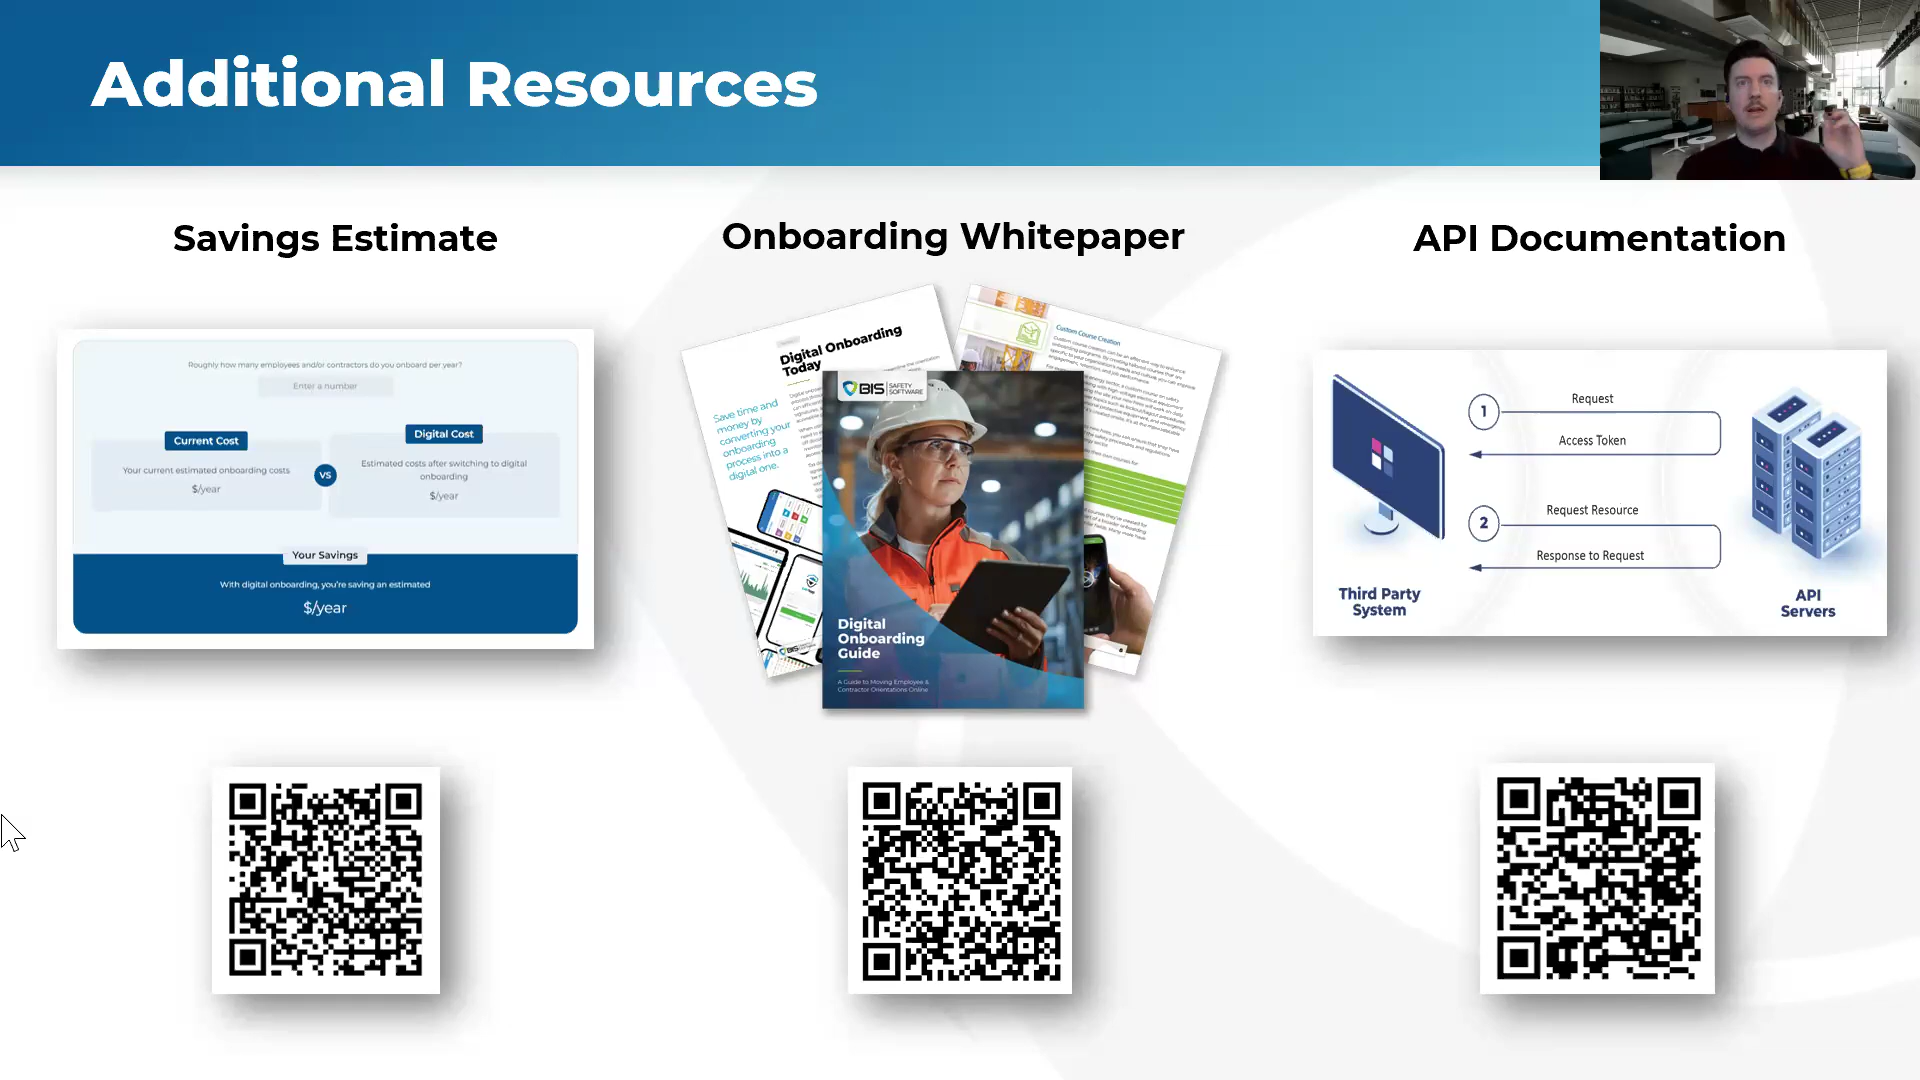 Additional Resources
Savings Estimate
Roughly how many employees and/or contractors do you onboard per year?
Enter a number
Current Cost
Your current estimated onboarding costs
$/year
VS
Digital Cost
Estimated costs after switching to digital
onboarding
$/year
Your Savings
With digital onboarding, you're saving an estimated
$/year
Onboarding Whitepaper
Digital Onboarding
Today
Save time and
money by
converting your
onboarding
process into a
digital one.
Custom Course Creation
BIS SAFETY
SOFTWARE
Digital
Onboarding
Guide
A Guide to Moving Employee &
Contractor Orientations Online
API Documentation
1
Request
Access Token
2
Request Resource
Response to Request
Third Party
System
API
Servers